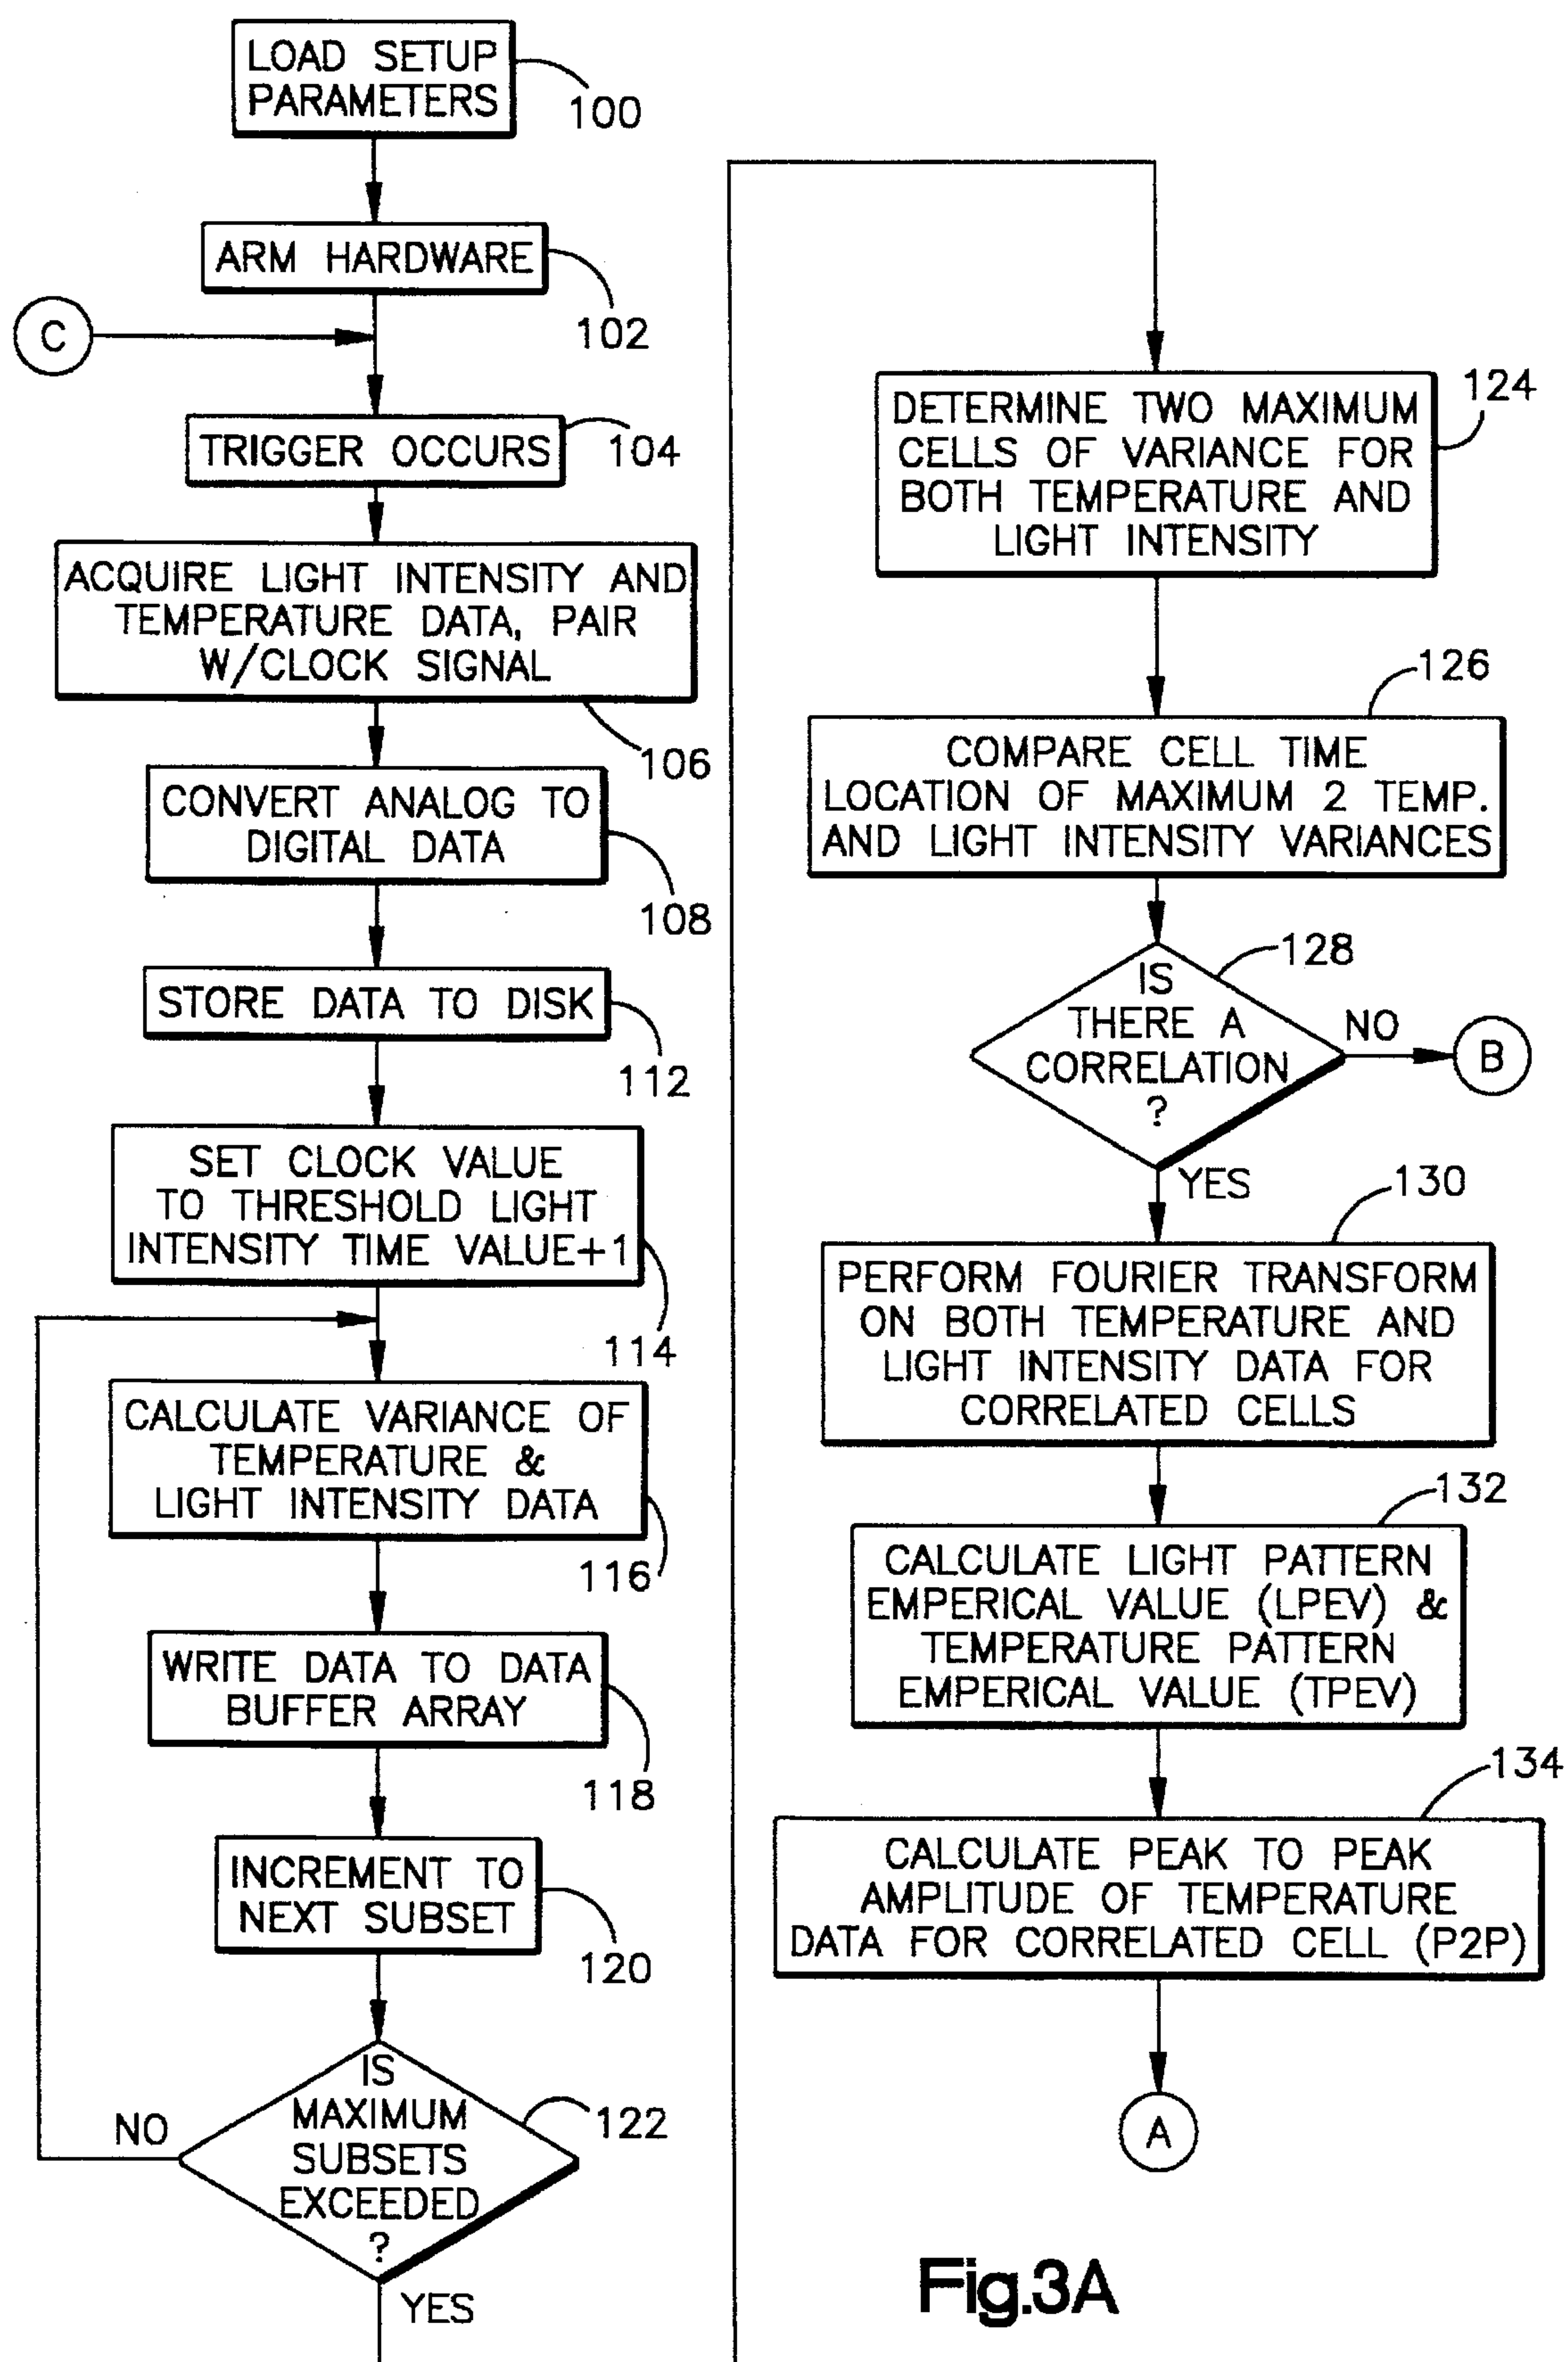 LOAD SETUP
PARAMETERS
100
ARM HARDWARE
102
C
TRIGGER OCCURS
104
ACQUIRE LIGHT INTENSITY AND
TEMPERATURE DATA, PAIR
W/CLOCK SIGNAL
106
CONVERT ANALOG TO
DIGITAL DATA
108
STORE DATA TO DISK
112
SET CLOCK VALUE
TO THRESHOLD LIGHT
INTENSITY TIME VALUE+1
114
CALCULATE VARIANCE OF
TEMPERATURE &
LIGHT INTENSITY DATA
116
WRITE DATA TO DATA
BUFFER ARRAY
118
INCREMENT TO
NEXT SUBSET
120
IS
MAXIMUM
SUBSETS
EXCEEDED
?
122
NO
YES
DETERMINE TWO MAXIMUM
CELLS OF VARIANCE FOR
BOTH TEMPERATURE AND
LIGHT INTENSITY
124
COMPARE CELL TIME
LOCATION OF MAXIMUM 2 TEMP.
AND LIGHT INTENSITY VARIANCES
126
IS
THERE A
CORRELATION
?
128
NO
B
YES
PERFORM FOURIER TRANSFORM
ON BOTH TEMPERATURE AND
LIGHT INTENSITY DATA FOR
CORRELATED CELLS
130
CALCULATE LIGHT PATTERN
EMPERICAL VALUE (LPEV) &
TEMPERATURE PATTERN
EMPERICAL VALUE (TPEV)
132
CALCULATE PEAK TO PEAK
AMPLITUDE OF TEMPERATURE
DATA FOR CORRELATED CELL (P2P)
134
A
Fig.3A